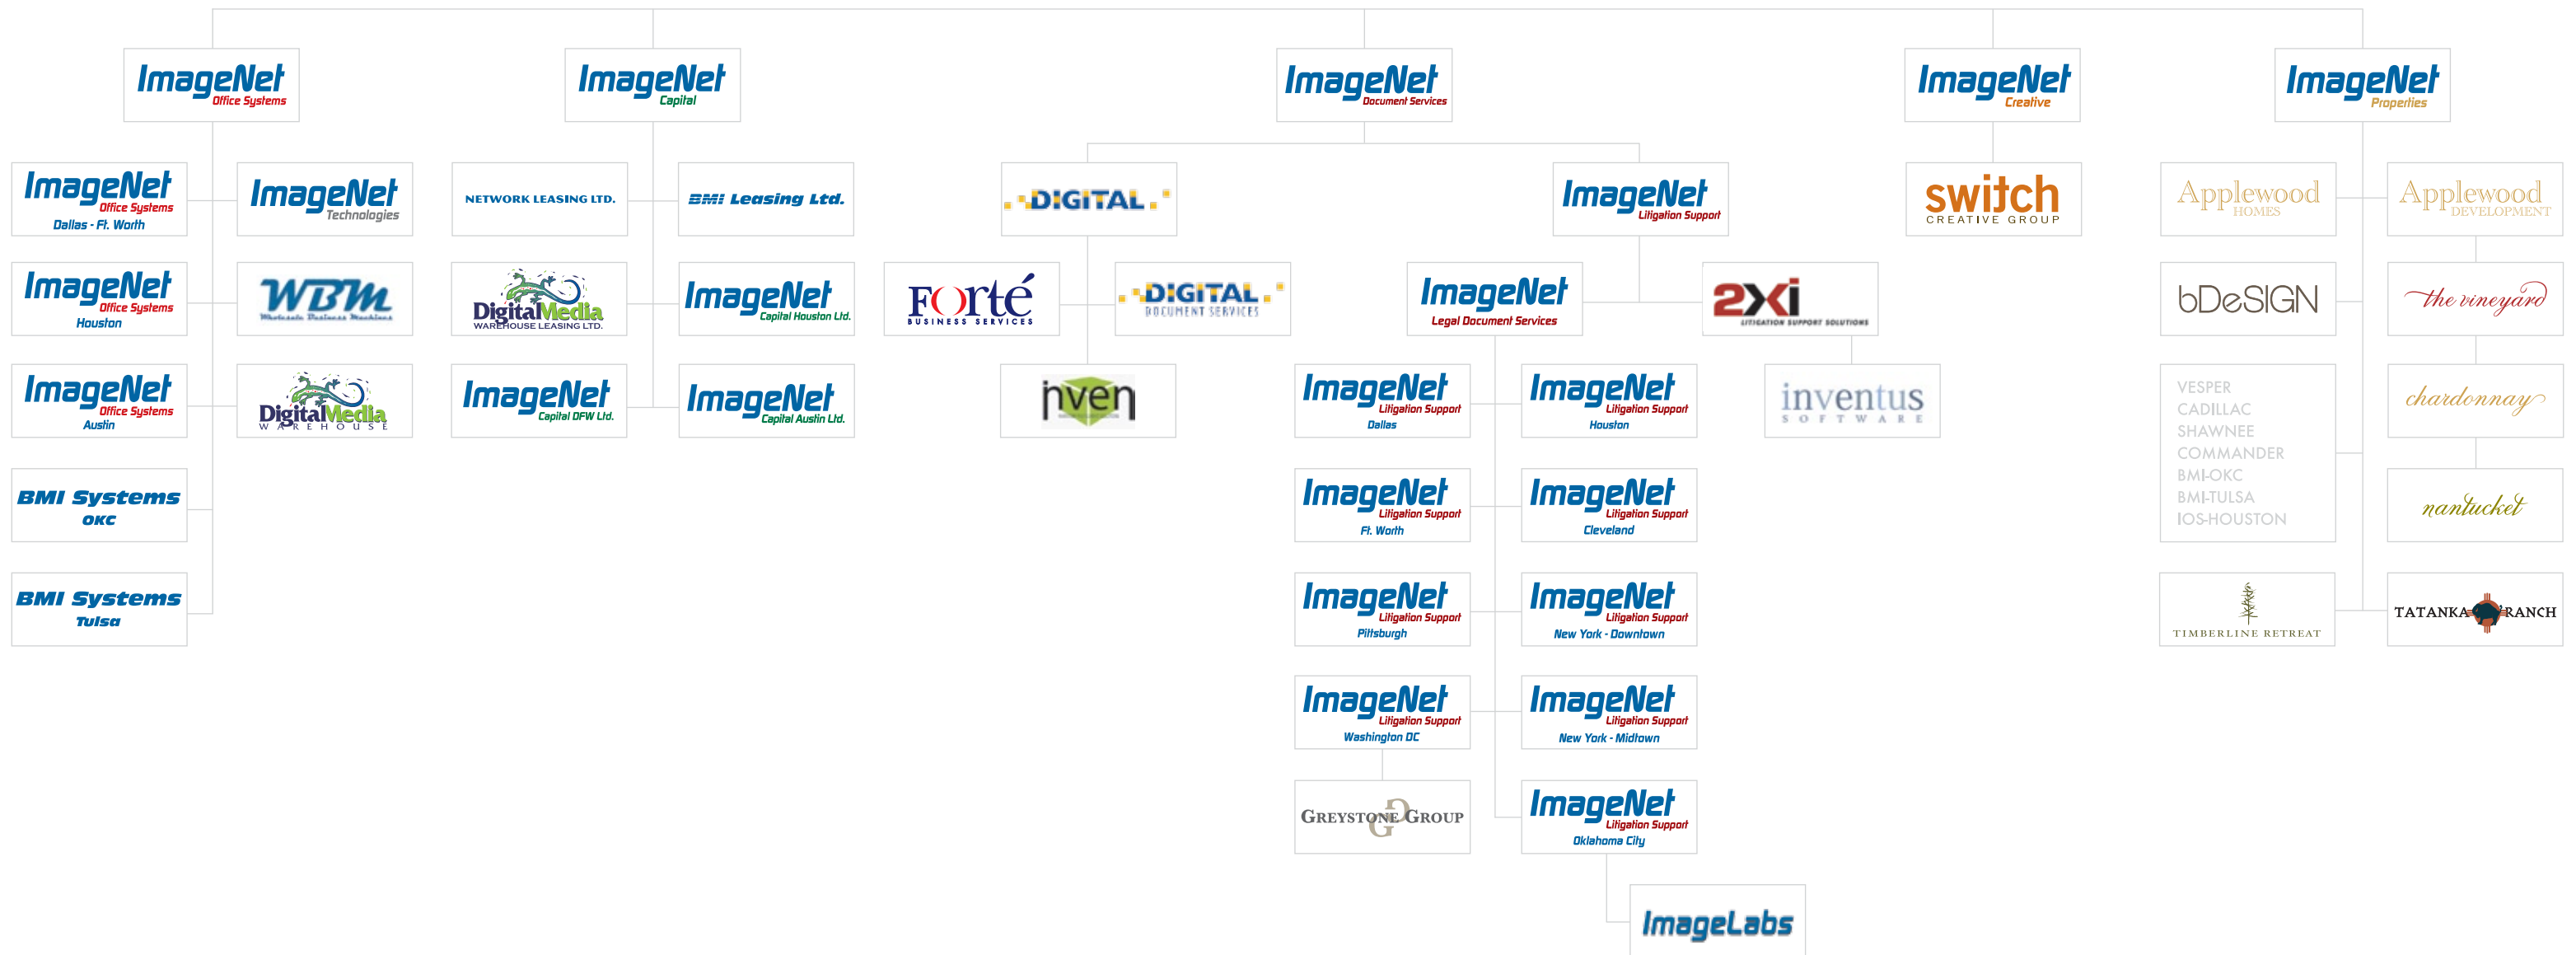 ImageNet
Office Systems
ImageNet
Capital
ImageNet
Document Services
ImageNet
Creative
ImageNet
Properties
ImageNet
Office Systems
Dallas - Ft. Worth
ImageNet
Technologies
NETWORK LEASING LTD.
BMI Leasing Ltd.
DIGITAL
ImageNet
Litigation Support
switch
CREATIVE GROUP
Applewood
HOMES
Applewood
DEVELOPMENT
ImageNet
Office Systems
Houston
WBM
Wholesale Business Machines
DigitalMedia
WAREHOUSE LEASING LTD.
ImageNet
Capital Houston Ltd.
Forté
BUSINESS SERVICES
DIGITAL
DOCUMENT SERVICES
ImageNet
Legal Document Services
2Xi
LITIGATION SUPPORT SOLUTIONS
bDeSIGN
the vineyard
ImageNet
Office Systems
Austin
DigitalMedia
WAREHOUSE
ImageNet
Capital DFW Ltd.
ImageNet
Capital Austin Ltd.
nven
ImageNet
Litigation Support
Dallas
ImageNet
Litigation Support
Houston
inventus
SOFTWARE
VESPER
CADILLAC
SHAWNEE
COMMANDER
BMI-OKC
BMI-TULSA
IOS-HOUSTON
chardonnay
BMI Systems
OKC
ImageNet
Litigation Support
Ft. Worth
ImageNet
Litigation Support
Cleveland
nantucket
BMI Systems
Tulsa
ImageNet
Litigation Support
Pittsburgh
ImageNet
Litigation Support
New York - Downtown
TIMBERLINE RETREAT
TATANKA RANCH
ImageNet
Litigation Support
Washington DC
ImageNet
Litigation Support
New York - Midtown
GREYSTONE GROUP
GG
ImageNet
Litigation Support
Oklahoma City
ImageLabs